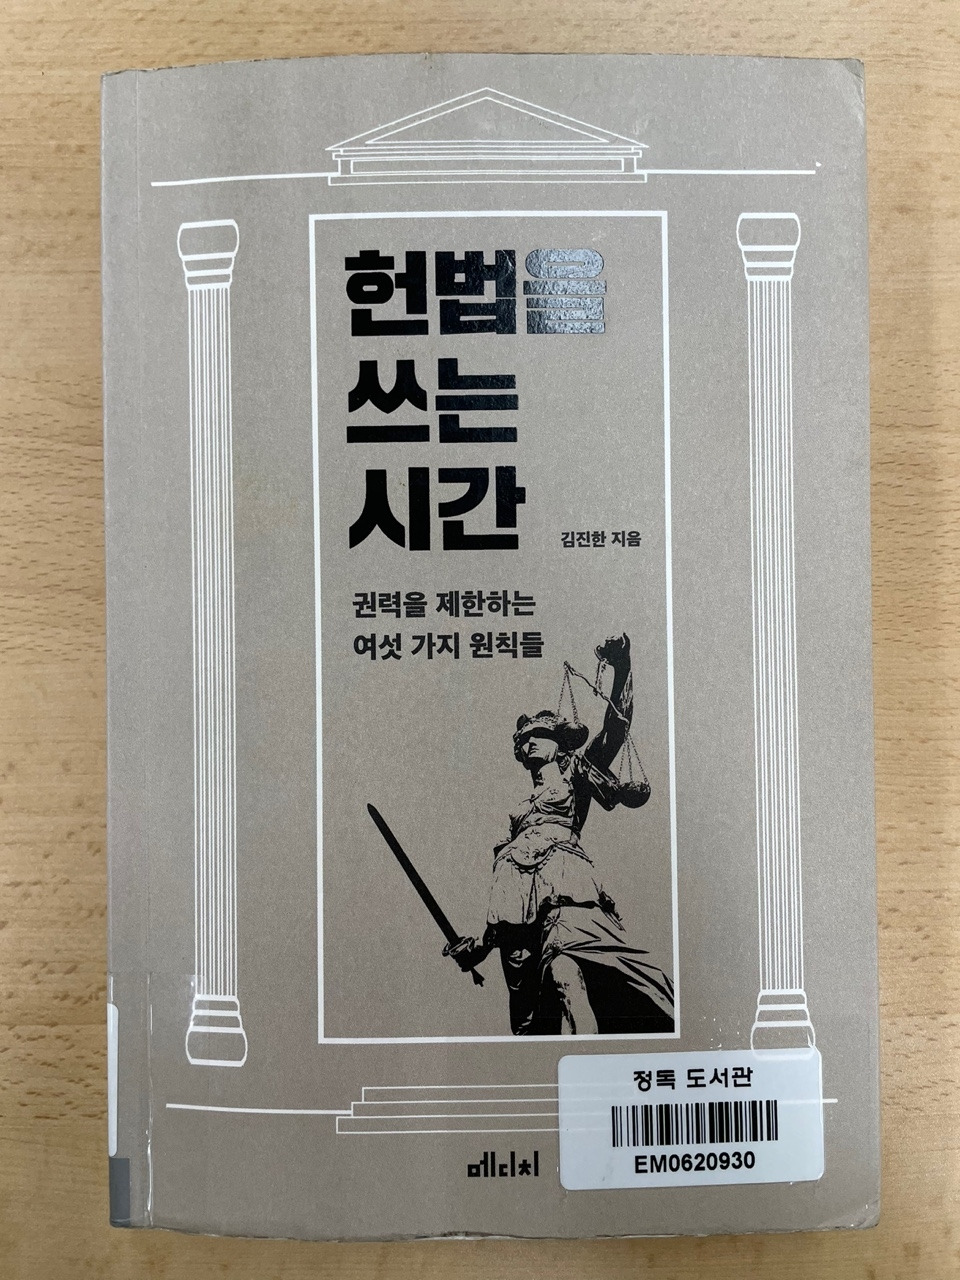 헌법을
쓰는
시간
김진한 지음
권력을 제한하는
여섯 가지 원칙들
정독 도서관
EM0620930
메디치